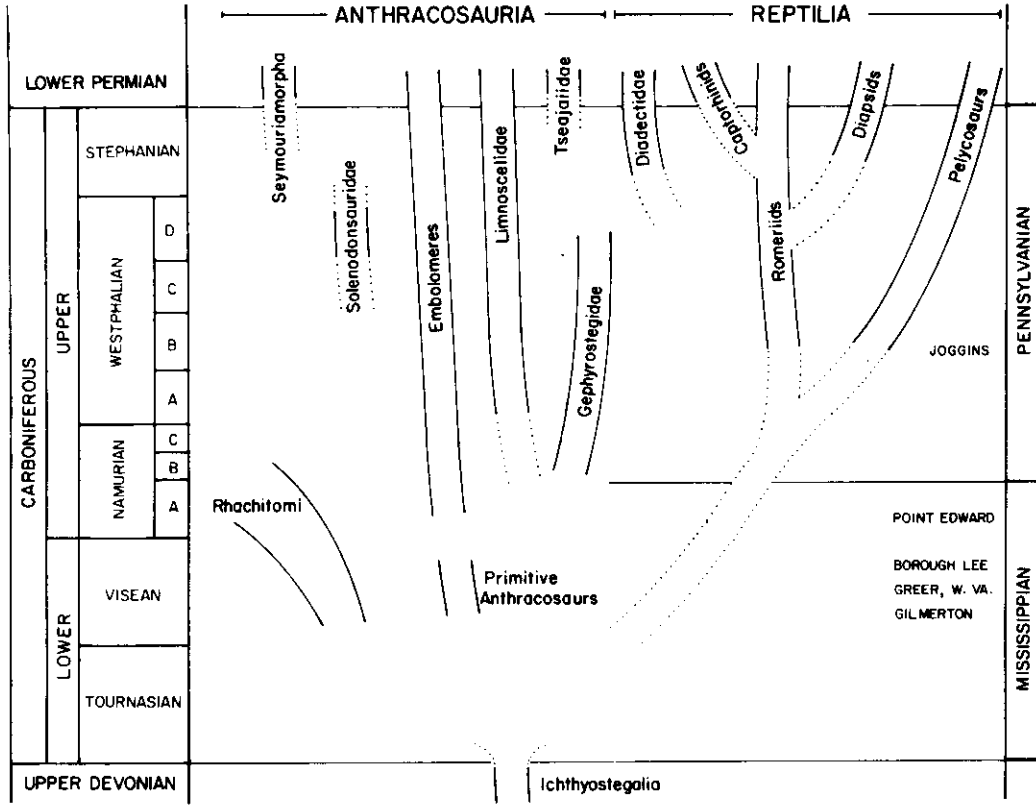 ANTHRACOSAURIA
REPTILIA
LOWER PERMIAN
CARBONIFEROUS
UPPER
LOWER
STEPHANIAN
WESTPHALIAN
D
C
B
A
NAMURIAN
C
B
A
VISEAN
TOURNASIAN
UPPER DEVONIAN
Seymouriamorpha
Solenodonsauridae
Embolomeres
Limnoscelidae
Tseajaiidae
Gephyrostegidae
Diadectidae
Captorhinids
Romeriids
Diapsids
Pelycosaurs
Rhachitomi
Primitive
Anthracosaurs
Ichthyostegalia
JOGGINS
POINT EDWARD
BOROUGH LEE
GREER, W. VA.
GILMERTON
PENNSYLVANIAN
MISSISSIPPIAN